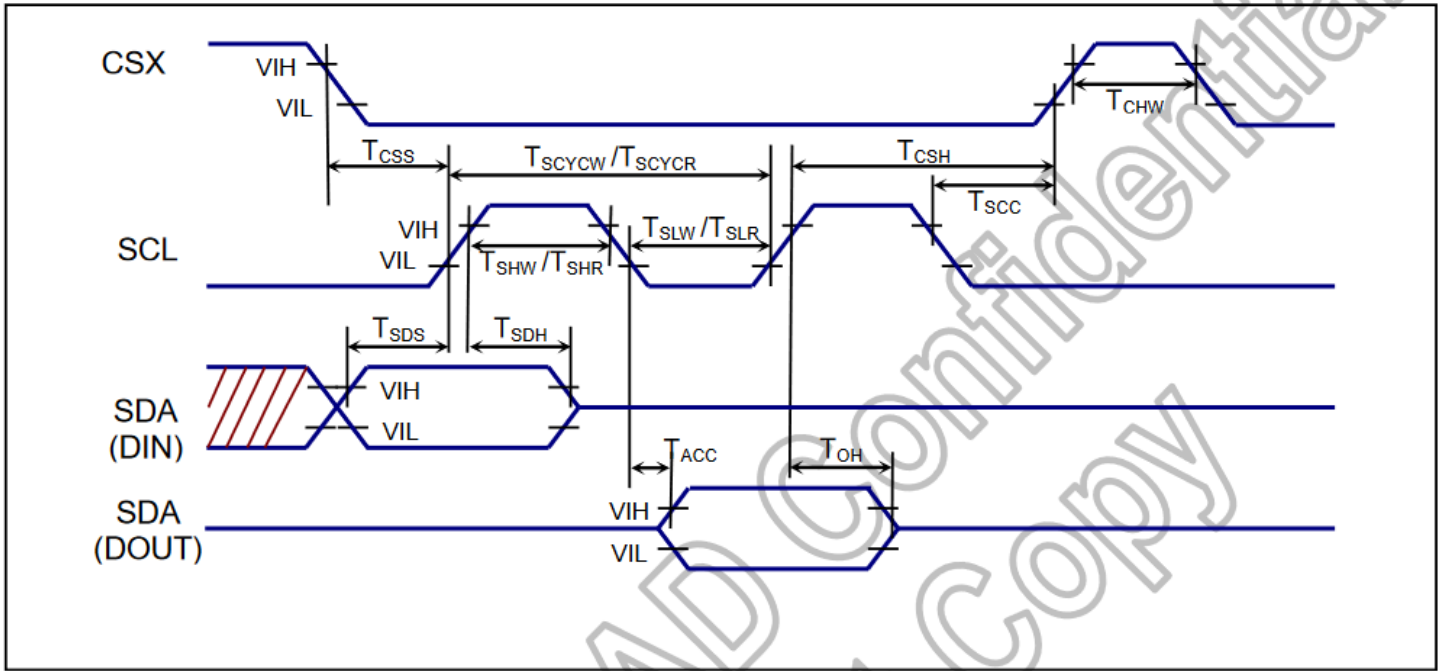 CSX
VIH
VIL
TCHW
TCSS
TSCYCW /TSCYCR
TCSH
TSCC
SCL
VIH
VIL
TSHW /TSHR
TSLW /TSLR
TSDS
TSDH
SDA
(DIN)
VIH
VIL
TACC
TOH
SDA
(DOUT)
VIH
VIL
Confidential
Copy